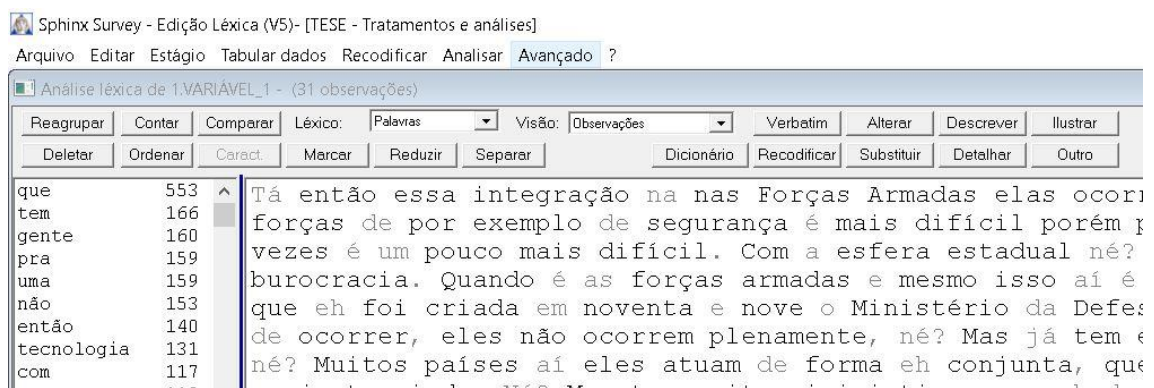 Sphinx Survey - Edição Léxica (V5)- [TESE - Tratamentos e análises]
Arquivo Editar Estágio Tabular dados Recodificar Analisar Avançado ?
Análise léxica de 1.VARIÁVEL_1 - (31 observações)
Reagrupar Contar Comparar Léxico: Palavras Visão: Observações Verbatim Alterar Descrever Ilustrar
Deletar Ordenar Caract. Marcar Reduzir Separar Dicionário Recodificar Substituir Detalhar Outro
que 553
tem 166
gente 160
pra 159
uma 159
não 153
então 140
tecnologia 131
com 117
Tá então essa integração na nas Forças Armadas elas
forças de por exemplo de segurança é mais difícil porém
vezes é um pouco mais difícil. Com a esfera estadual né?
burocracia. Quando é as forças armadas e mesmo isso aí é
que eh foi criada em noventa e nove o Ministério da
de ocorrer, eles não ocorrem plenamente, né? Mas já tem
né? Muitos países aí eles atuam de forma eh conjunta,